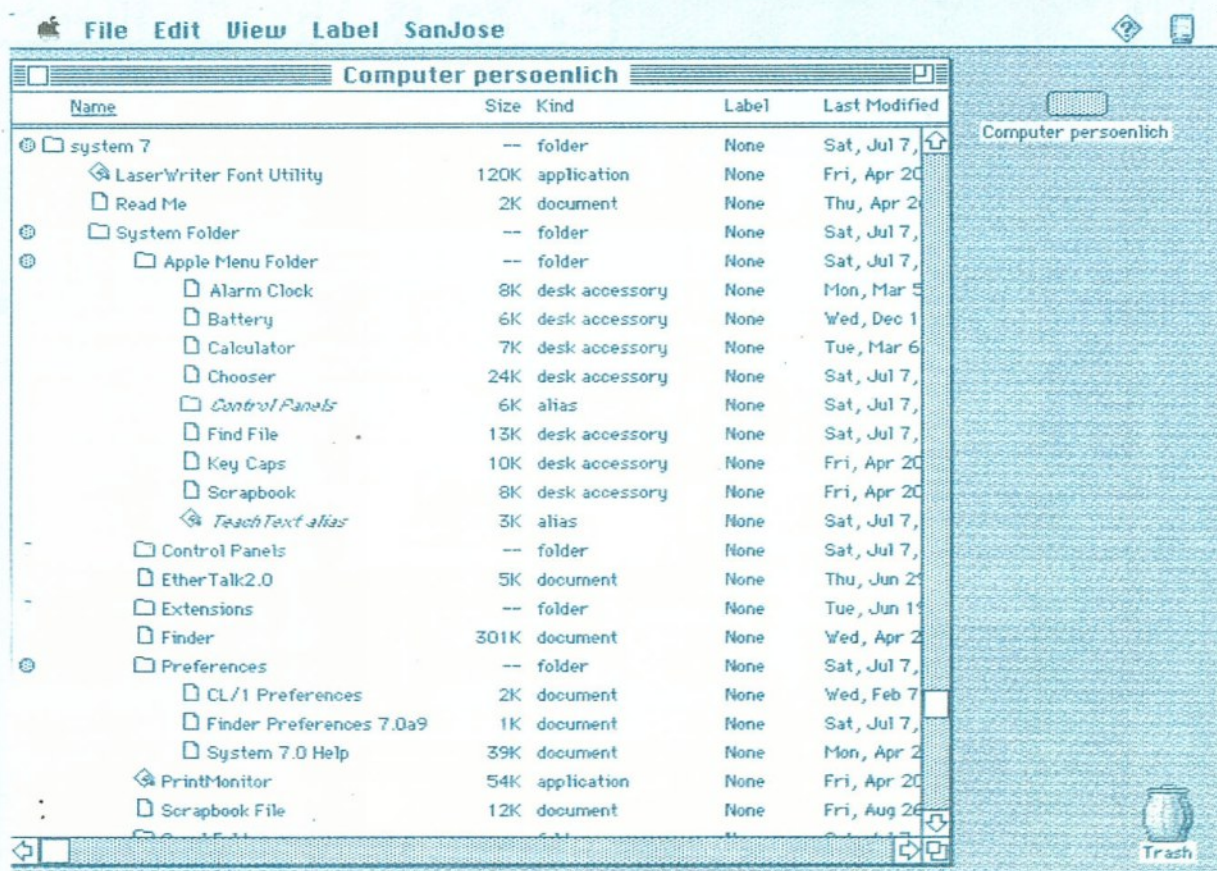 File Edit View Label SanJose
Computer persoenlich
Name Size Kind Label Last Modified
Computer persoenlich
system 7 -- folder None Sat, Jul 7,
LaserWriter Font Utility 120K application None Fri, Apr 20
Read Me 2K document None Thu, Apr 2
System Folder -- folder None Sat, Jul 7,
Apple Menu Folder -- folder None Sat, Jul 7,
Alarm Clock 8K desk accessory None Mon, Mar 5
Battery 6K desk accessory None Wed, Dec 1
Calculator 7K desk accessory None Tue, Mar 6
Chooser 24K desk accessory None Sat, Jul 7,
Control Panels 6K alias None Sat, Jul 7,
Find File 13K desk accessory None Sat, Jul 7,
Key Caps 10K desk accessory None Fri, Apr 20
Scrapbook 8K desk accessory None Fri, Apr 20
TeachText alias 3K alias None Sat, Jul 7,
Control Panels -- folder None Sat, Jul 7,
EtherTalk2.0 5K document None Thu, Jun 29
Extensions -- folder None Tue, Jun 19
Finder 301K document None Wed, Apr 2
Preferences -- folder None Sat, Jul 7,
CL/1 Preferences 2K document None Wed, Feb 7
Finder Preferences 7.0a9 1K document None Sat, Jul 7,
System 7.0 Help 39K document None Mon, Apr 2
PrintMonitor 54K application None Fri, Apr 20
Scrapbook File 12K document None Fri, Aug 26
Trash